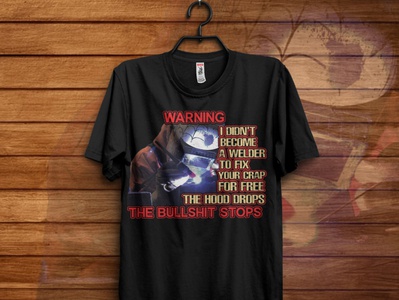 WARNING
I DIDN'T
BECOME
A WELDER
TO FIX
YOUR CRAP
FOR FREE
THE HOOD DROPS
THE BULLSHIT STOPS